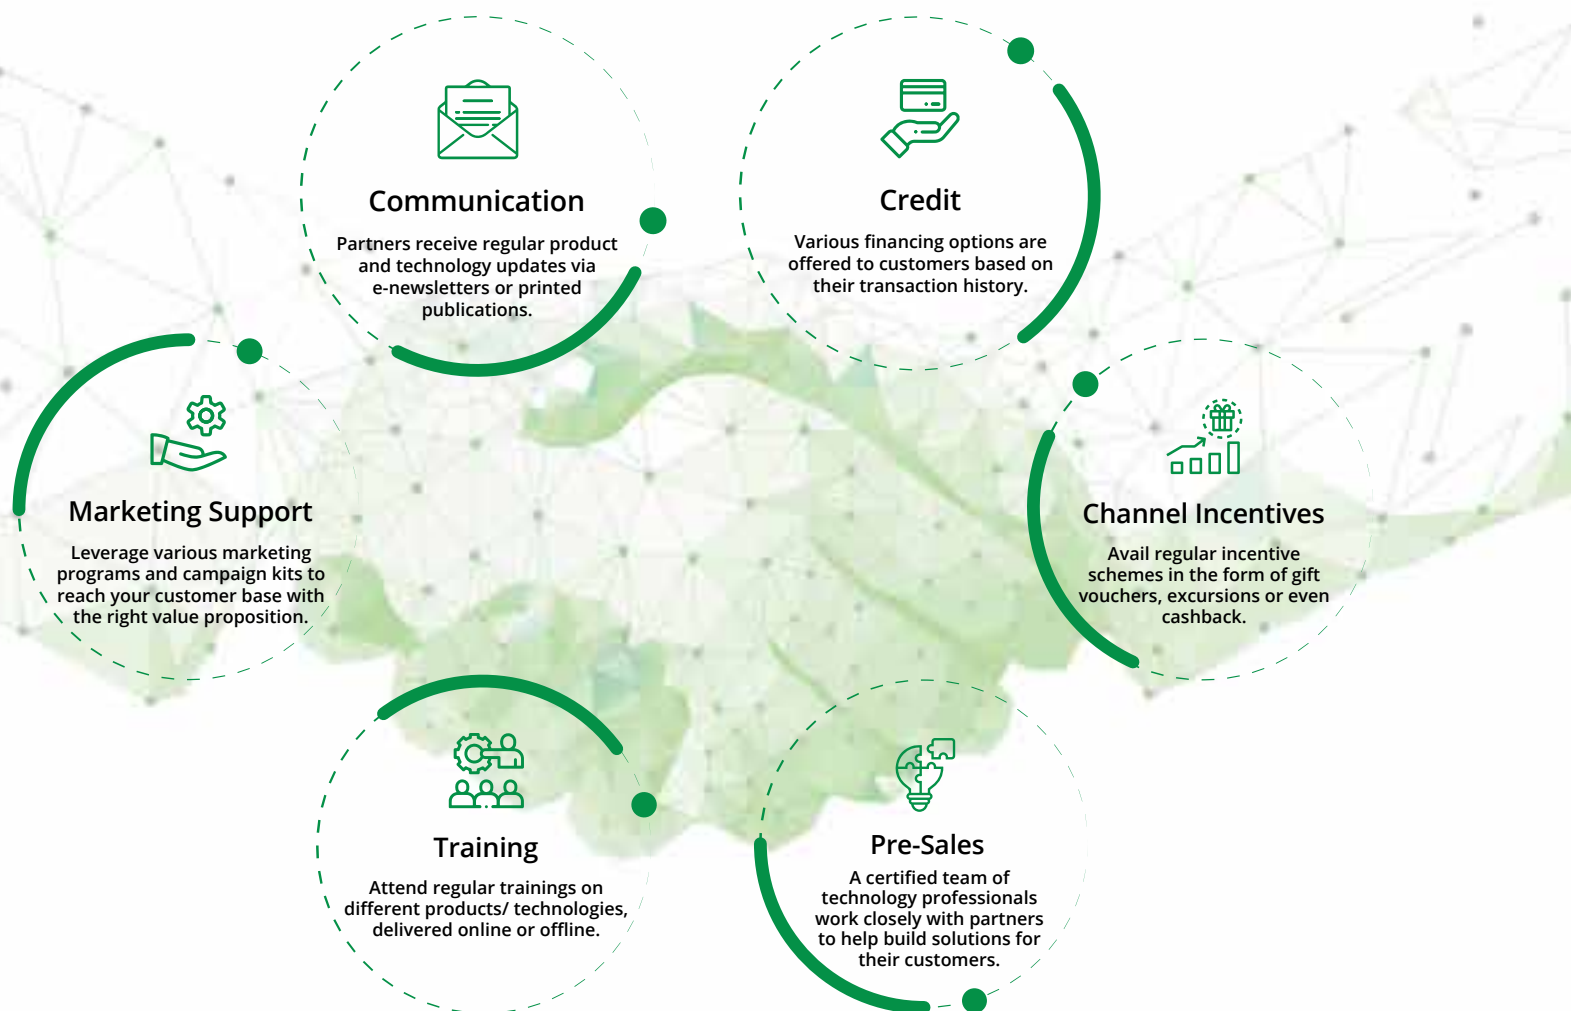 Communication
Partners receive regular product
and technology updates via
e-newsletters or printed
publications.
Credit
Various financing options are
offered to customers based on
their transaction history.
Marketing Support
Leverage various marketing
programs and campaign kits to
reach your customer base with
the right value proposition.
Channel Incentives
Avail regular incentive
schemes in the form of gift
vouchers, excursions or even
cashback.
Training
Attend regular trainings on
different products/ technologies,
delivered online or offline.
Pre-Sales
A certified team of
technology professionals
work closely with partners
to help build solutions for
their customers.